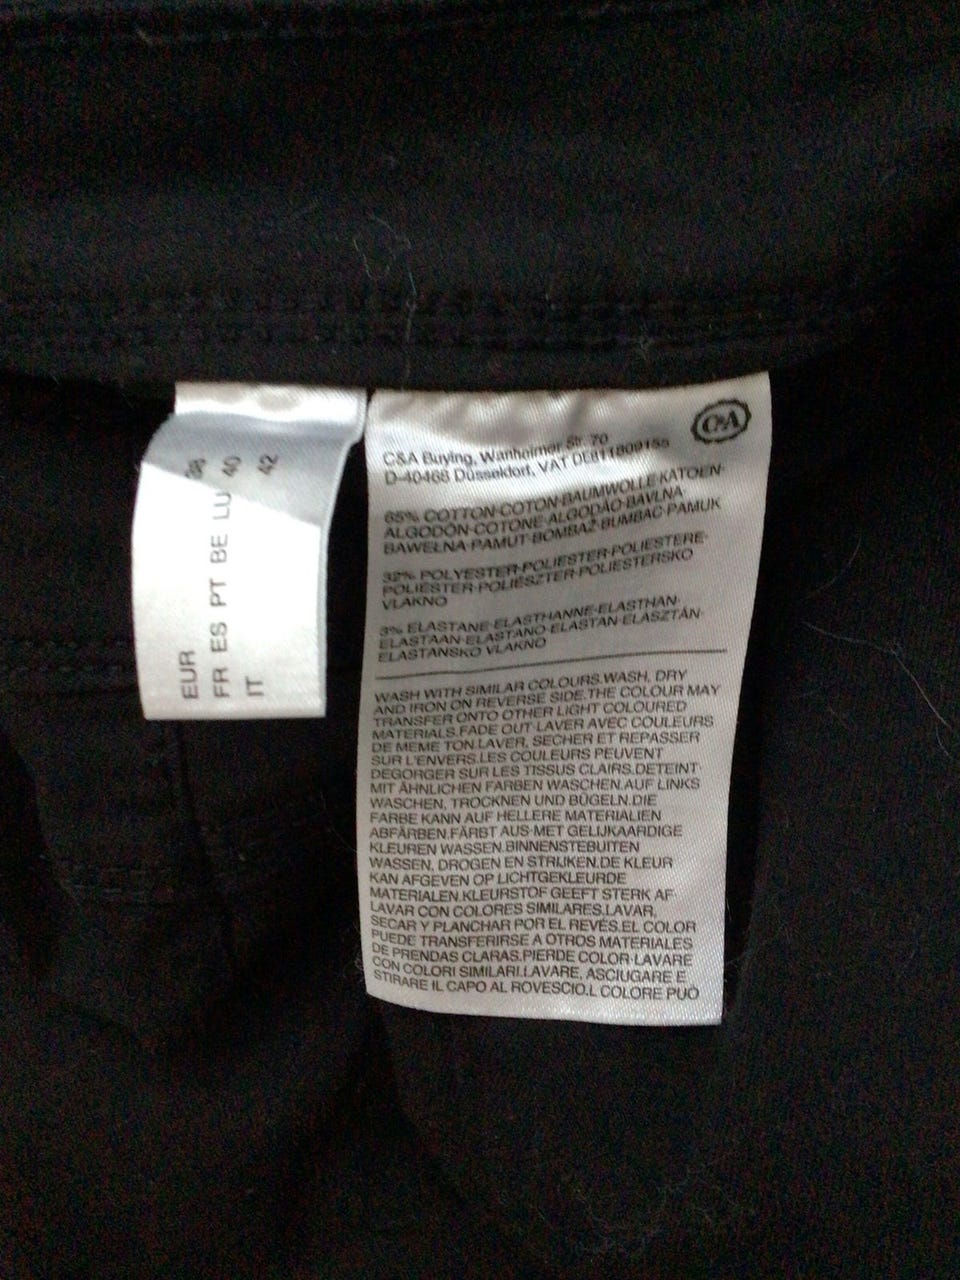 EUR 38
FR ES PT BE LU 40
IT 42
C&A
C&A Buying, Wanheimer Str. 70
D-40468 Düsseldorf, VAT DE811809155
65% COTTON-COTON-BAUMWOLLE-KATOEN-
ALGODÓN-COTONE-ALGODÃO-BAVLNA
BAWEŁNA-PAMUT-BOMBAŽ-BUMBAC-PAMUK
32% POLYESTER-POLIESTER-POLIESTERE-
POLIÉSTER-POLIÉSZTER-POLIESTERSKO
VLAKNO
3% ELASTANE-ELASTHANNE-ELASTHAN-
ELASTAAN-ELASTANO-ELASTAN-ELASZTÁN-
ELASTANSKO VLAKNO
WASH WITH SIMILAR COLOURS.WASH, DRY
AND IRON ON REVERSE SIDE.THE COLOUR MAY
TRANSFER ONTO OTHER LIGHT COLOURED
MATERIALS.FADE OUT-LAVER AVEC COULEURS
DE MEME TON.LAVER, SECHER ET REPASSER
SUR L'ENVERS.LES COULEURS PEUVENT
DEGORGER SUR LES TISSUS CLAIRS.DETEINT-
MIT ÄHNLICHEN FARBEN WASCHEN.AUF LINKS
WASCHEN, TROCKNEN UND BÜGELN.DIE
FARBE KANN AUF HELLERE MATERIALIEN
ABFÄRBEN.FÄRBT AUS-MET GELIJKAARDIGE
KLEUREN WASSEN.BINNENSTEBUITEN
WASSEN, DROGEN EN STRIJKEN.DE KLEUR
KAN AFGEVEN OP LICHTGEKLEURDE
MATERIALEN.KLEURSTOF GEEFT STERK AF-
LAVAR CON COLORES SIMILARES.LAVAR,
SECAR Y PLANCHAR POR EL REVÉS.EL COLOR
PUEDE TRANSFERIRSE A OTROS MATERIALES
DE PRENDAS CLARAS.PIERDE COLOR-LAVARE
CON COLORI SIMILARI.LAVARE, ASCIUGARE E
STIRARE IL CAPO AL ROVESCIO.L COLORE PUÒ